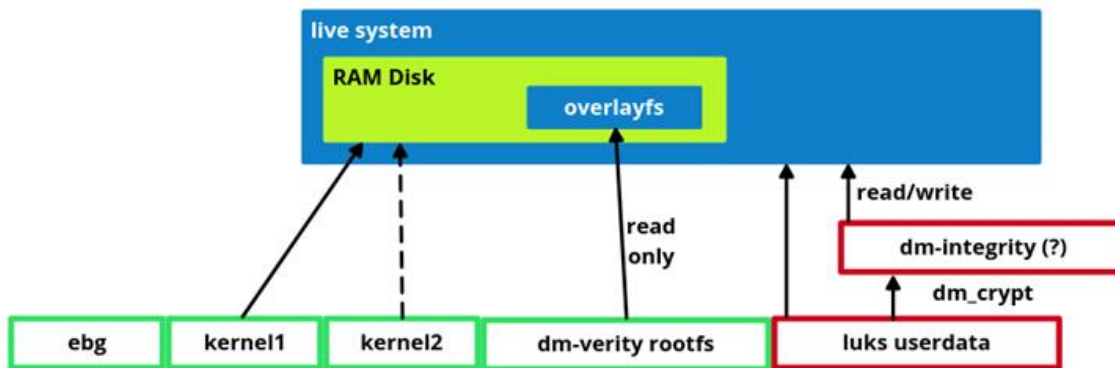 live system
RAM Disk
overlayfs
read/write
read
only
dm-integrity (?)
dm_crypt
ebg
kernel1
kernel2
dm-verity rootfs
luks userdata